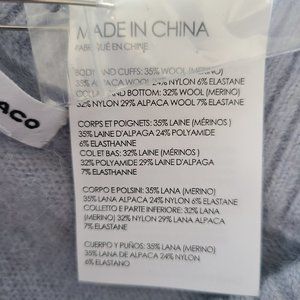 MADE IN CHINA
FABRIQUÉ EN CHINE
BODY AND CUFFS: 35% WOOL (MERINO)
35% ALPACA WOOL 24% NYLON 6% ELASTANE
COLLAR AND BOTTOM: 32% WOOL (MERINO)
32% NYLON 29% ALPACA WOOL 7% ELASTANE
CORPS ET POIGNETS: 35% LAINE (MÉRINOS)
35% LAINE D'ALPAGA 24% POLYAMIDE
6% ELASTHANNE
COL ET BAS: 32% LAINE (MÉRINOS)
32% POLYAMIDE 29% LAINE D'ALPAGA
7% ELASTHANNE
CORPO E POLSINI: 35% LANA (MERINO)
35% LANA ALPACA 24% NYLON 6% ELASTANE
COLLETTO E PARTE INFERIORE: 32% LANA
(MERINO) 32% NYLON 29% LANA ALPACA
7% ELASTANE
CUERPO Y PUÑOS: 35% LANA (MERINO)
35% LANA DE ALPACA 24% NYLON
6% ELASTANO
ACO